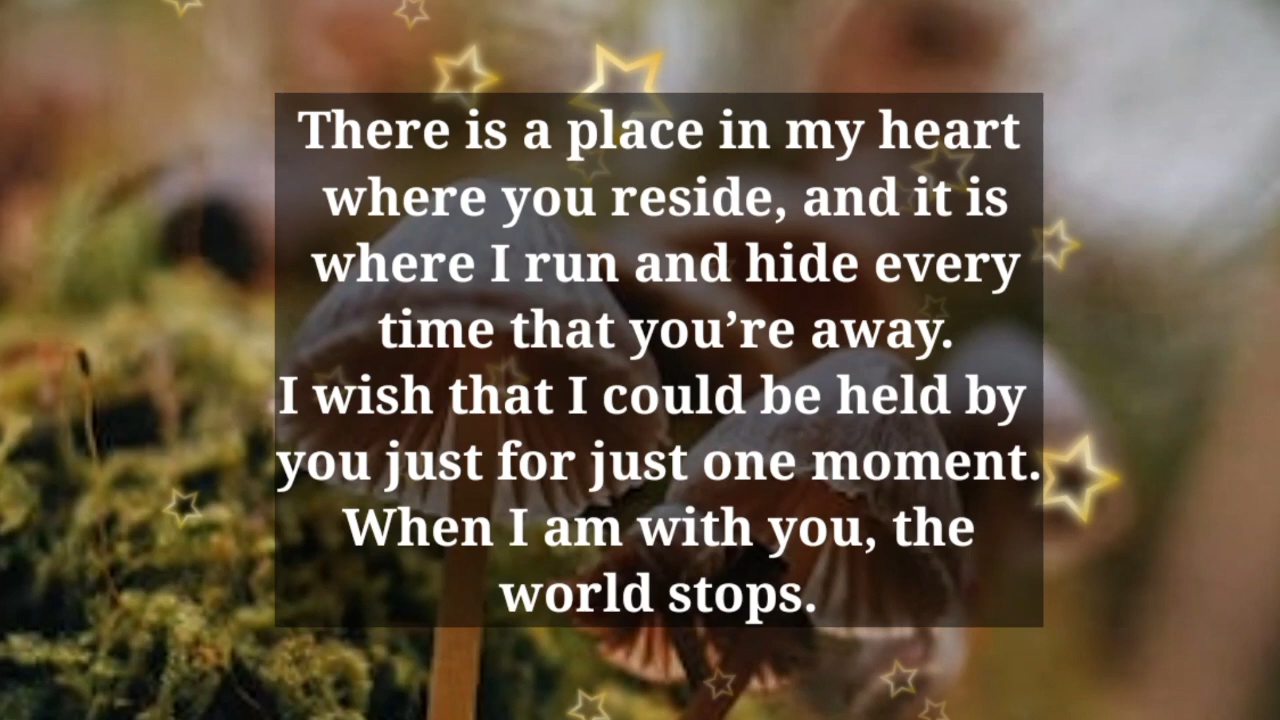 There is a place in my heart
where you reside, and it is
where I run and hide every
time that you’re away.
I wish that I could be held by
you just for just one moment.
When I am with you, the
world stops.